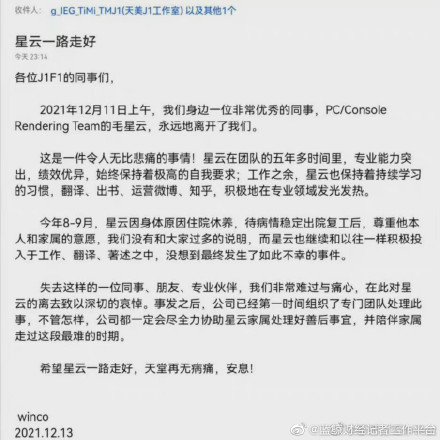 收件人: g_IEG_TiMi_TMJ1(天美J1工作室) 以及其他1个
星云一路走好
今天 23:14
各位J1F1的同事们,
2021年12月11日上午,我们身边一位非常优秀的同事,PC/Console
Rendering Team的毛星云,永远地离开了我们。
这是一件令人无比悲痛的事情!星云在团队的五年多时间里,专业能力突
出,绩效优异,始终保持着极高的自我要求;工作之余,星云也保持着持续学习
的习惯,翻译、出书、运营微博、知乎,积极地在专业领域发光发热。
今年8-9月,星云因身体原因住院休养,待病情稳定出院复工后,尊重他本
人和家属的意愿,我们没有和大家过多的说明,而星云也继续和以往一样积极投
入于工作、翻译、著述之中,没想到最终发生了如此不幸的事件。
失去这样的一位同事、朋友、专业伙伴,我们非常难过与痛心,在此对星
云的离去致以深切的哀悼。事发之后,公司已经第一时间组织了专门团队处理此
事,不管怎样,公司都一定会尽全力协助星云家属处理好善后事宜,并陪伴家属
走过这段最难的时期。
希望星云一路走好,天堂再无病痛,安息!
winco
2021.12.13